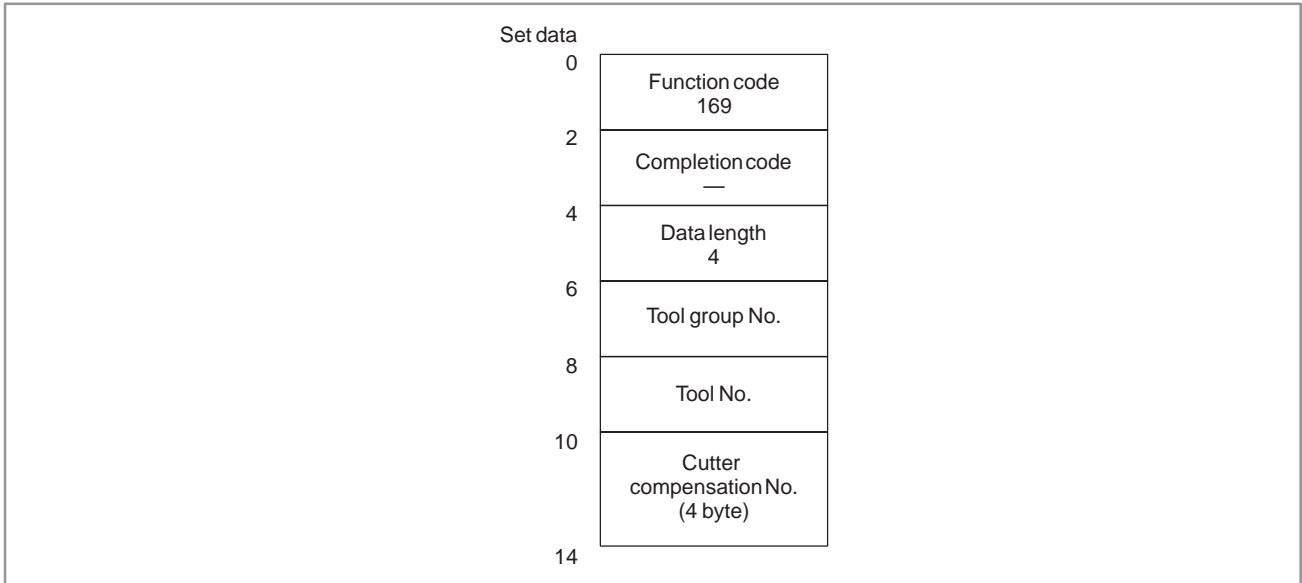 Set data
0
Function code
169
2
Completion code
—
4
Data length
4
6
Tool group No.
8
Tool No.
10
Cutter
compensation No.
(4 byte)
14